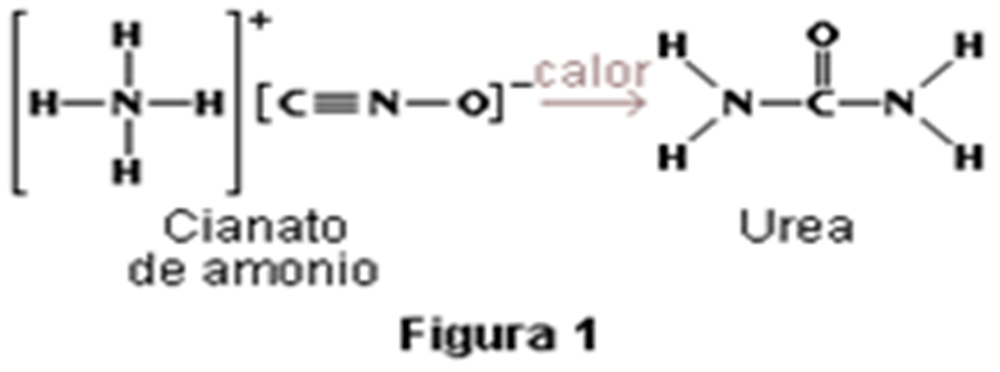 H H + H O H
H—N—H [C≡N—O]− calor N—C—N
H H H
Cianato Urea
de amonio
Figura 1